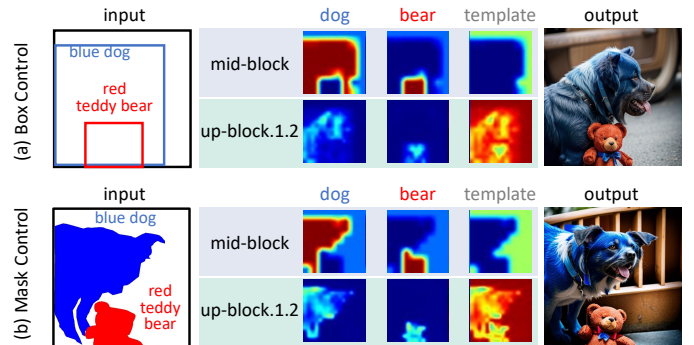 input dog bear template output
(a) Box Control
blue dog
red
teddy bear
mid-block
up-block.1.2
input dog bear template output
(b) Mask Control
blue dog
red
teddy
bear
mid-block
up-block.1.2